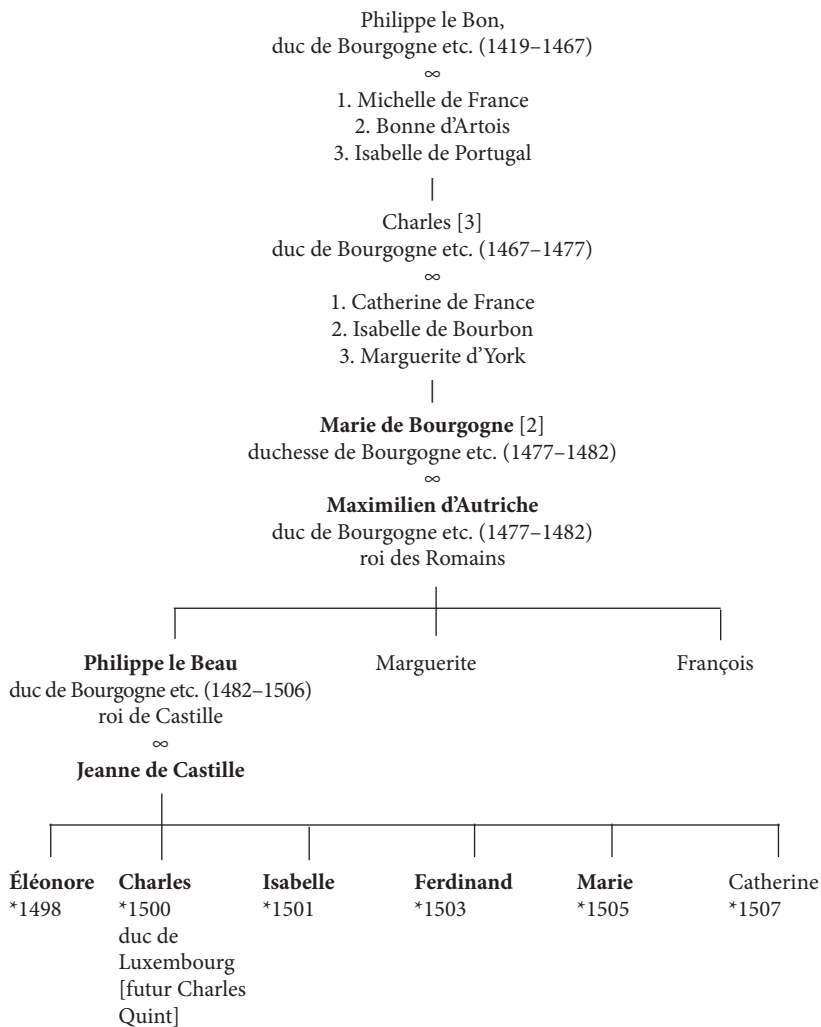 Philippe le Bon,
duc de Bourgogne etc. (1419–1467)
∞
1. Michelle de France
2. Bonne d’Artois
3. Isabelle de Portugal
Charles [3]
duc de Bourgogne etc. (1467–1477)
∞
1. Catherine de France
2. Isabelle de Bourbon
3. Marguerite d’York
Marie de Bourgogne [2]
duchesse de Bourgogne etc. (1477–1482)
∞
Maximilien d’Autriche
duc de Bourgogne etc. (1477–1482)
roi des Romains
Philippe le Beau
duc de Bourgogne etc. (1482–1506)
roi de Castille
∞
Jeanne de Castille
Marguerite
François
Éléonore
*1498
Charles
*1500
duc de
Luxembourg
[futur Charles
Quint]
Isabelle
*1501
Ferdinand
*1503
Marie
*1505
Catherine
*1507